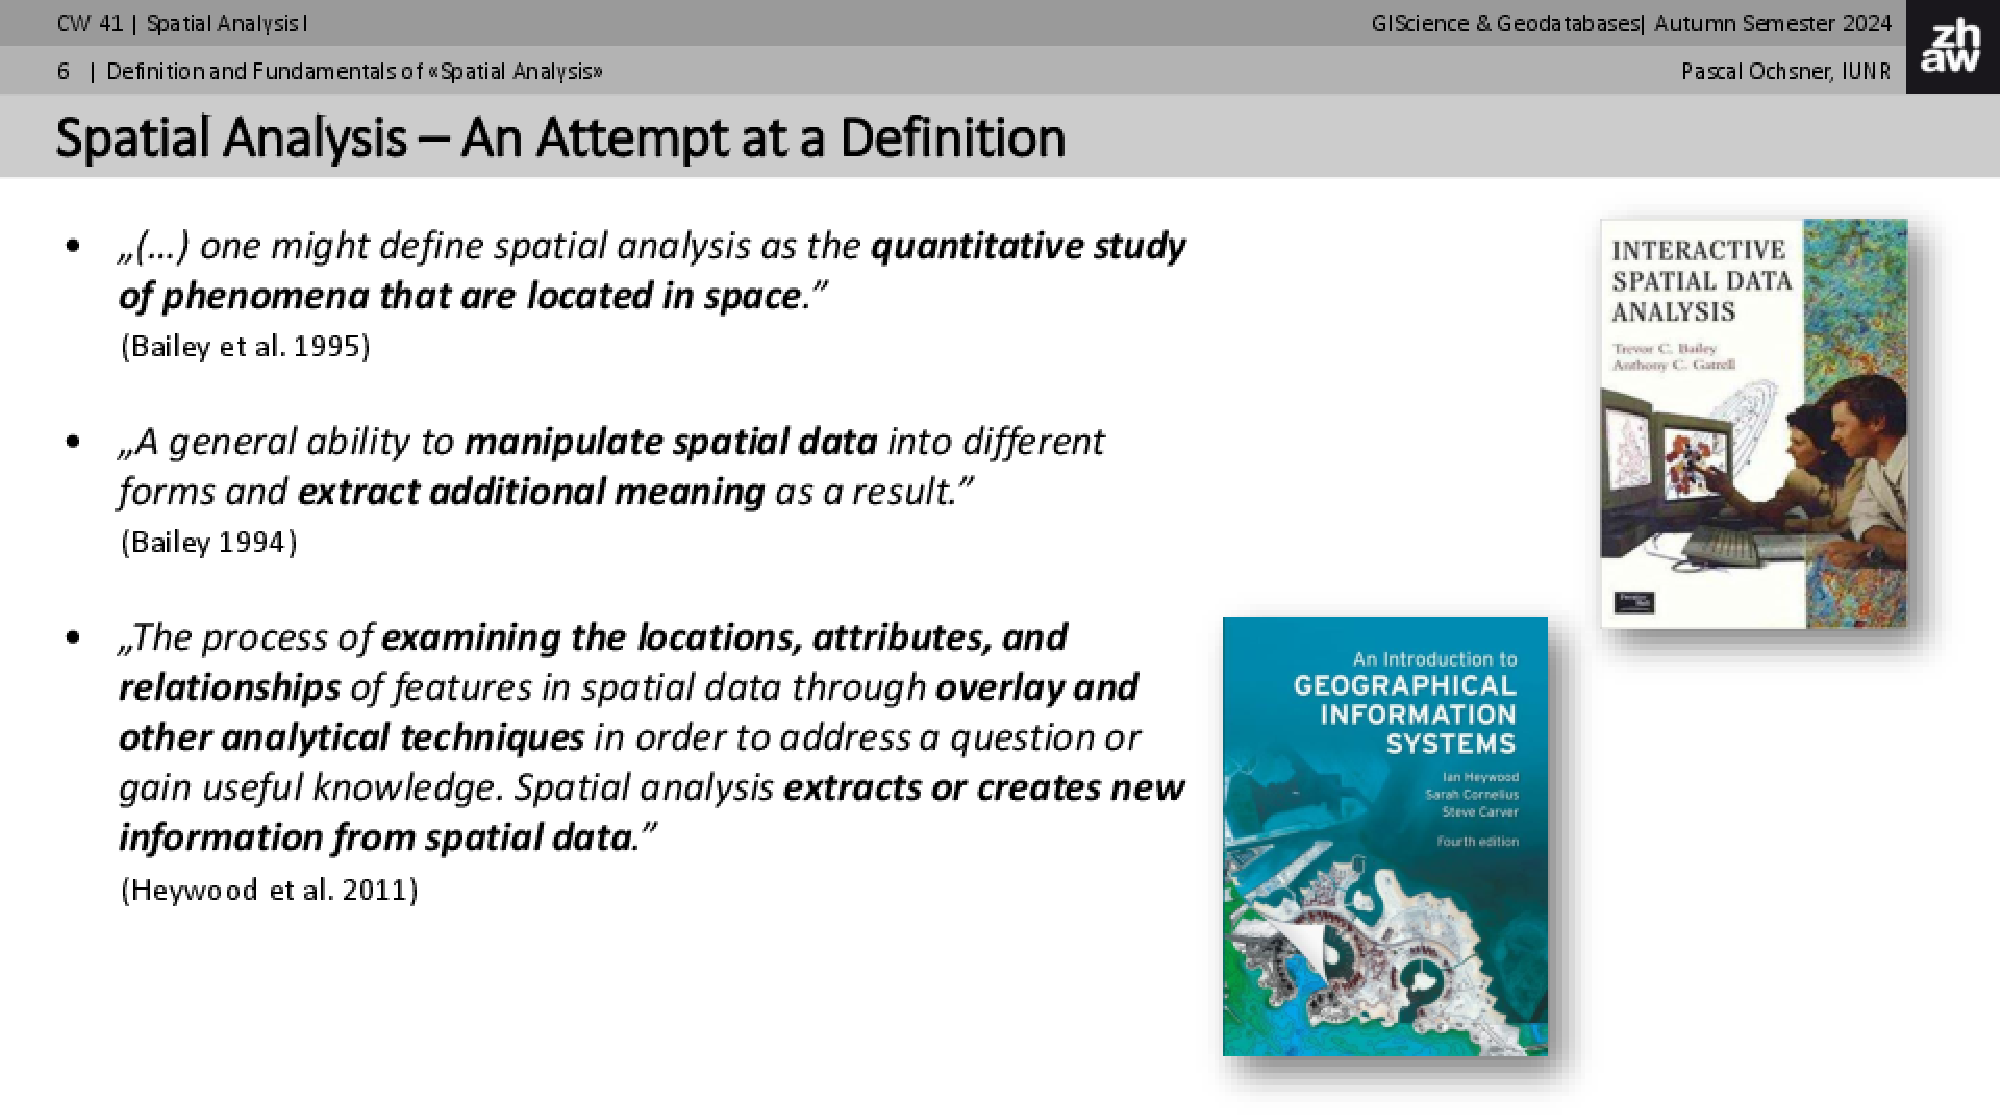 CW 41 | Spatial Analysis I
GIScience & Geodatabases| Autumn Semester 2024
6 | Definition and Fundamentals of «Spatial Analysis»
Pascal Ochsner, IUNR
zh
aw
Spatial Analysis – An Attempt at a Definition
• „(…) one might define spatial analysis as the quantitative study
of phenomena that are located in space.”
(Bailey et al. 1995)
• „A general ability to manipulate spatial data into different
forms and extract additional meaning as a result.”
(Bailey 1994)
• „The process of examining the locations, attributes, and
relationships of features in spatial data through overlay and
other analytical techniques in order to address a question or
gain useful knowledge. Spatial analysis extracts or creates new
information from spatial data.”
(Heywood et al. 2011)
INTERACTIVE
SPATIAL DATA
ANALYSIS
Trevor C. Bailey
Anthony C. Gatrell
An Introduction to
GEOGRAPHICAL
INFORMATION
SYSTEMS
Ian Heywood
Sarah Cornelius
Steve Carver
Fourth edition